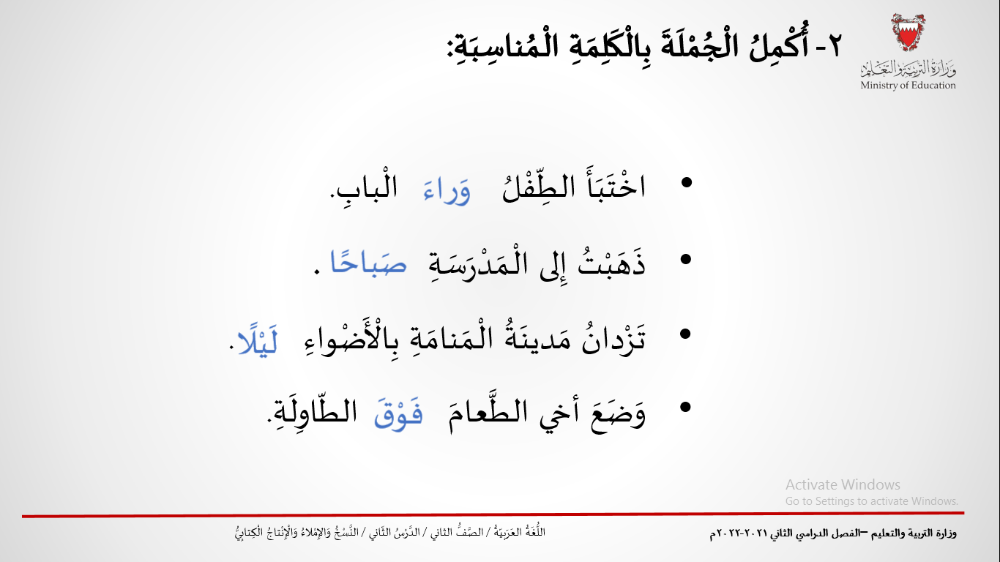 ٢- أُكْمِلُ الْجُمْلَةَ بِالْكَلِمَةِ الْمُناسِبَةِ:
وزارة التربية والتعليم
Ministry of Education
• اخْتَبَأَ الطِّفْلُ وَراءَ الْبابِ.
• ذَهَبْتُ إِلى الْمَدْرَسَةِ صَباحًا .
• تَزْدانُ مَدينَةُ الْمَنامَةِ بِالْأَضْواءِ لَيْلًا.
• وَضَعَ أخي الطَّعامَ فَوْقَ الطّاوِلَةِ.
Activate Windows
Go to Settings to activate Windows.
وزارة التربية والتعليم –الفصل الدراسي الثاني ٢٠٢١-٢٠٢٢م
اللُّغَةُ العَرَبِيَّةُ / الصَّفُّ الثاني / الدَّرْسُ الثّاني / النَّسْخُ وَالإِمْلاءُ وَالْإِنْتاجُ الْكِتابِيُّ